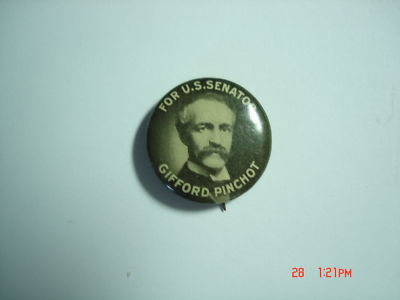 FOR U.S. SENATOR
GIFFORD PINCHOT
28 1:21PM